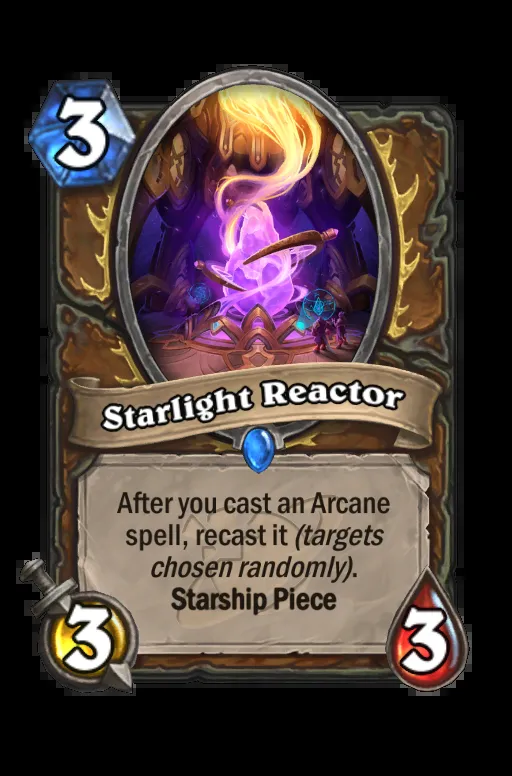 3
Starlight Reactor
After you cast an Arcane
spell, recast it (targets
chosen randomly).
Starship Piece
3
3